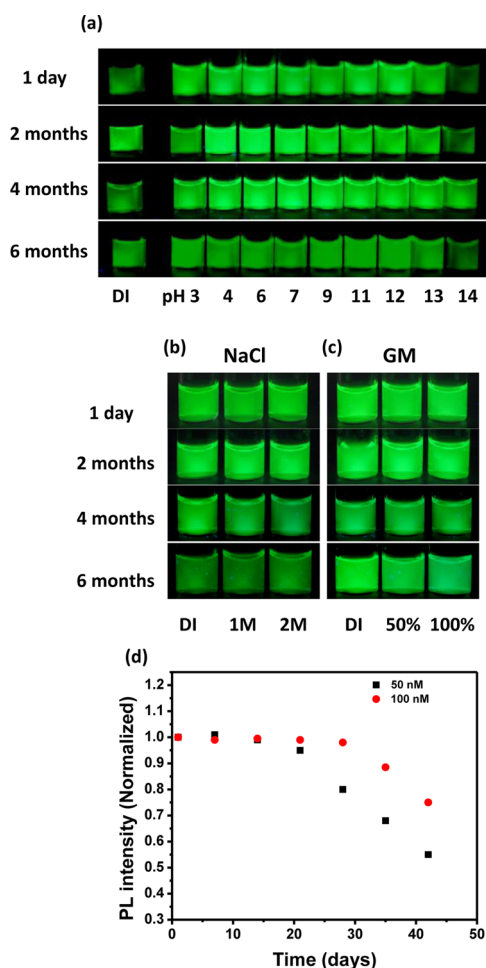 (a)
1 day
2 months
4 months
6 months
DI pH 3 4 6 7 9 11 12 13 14
(b) NaCl (c) GM
1 day
2 months
4 months
6 months
DI 1M 2M DI 50% 100%
(d)
50 nM
100 nM
1.2
1.1
1.0
0.9
0.8
0.7
0.6
0.5
0.4
0.3
PL intensity (Normalized)
0 10 20 30 40 50
Time (days)